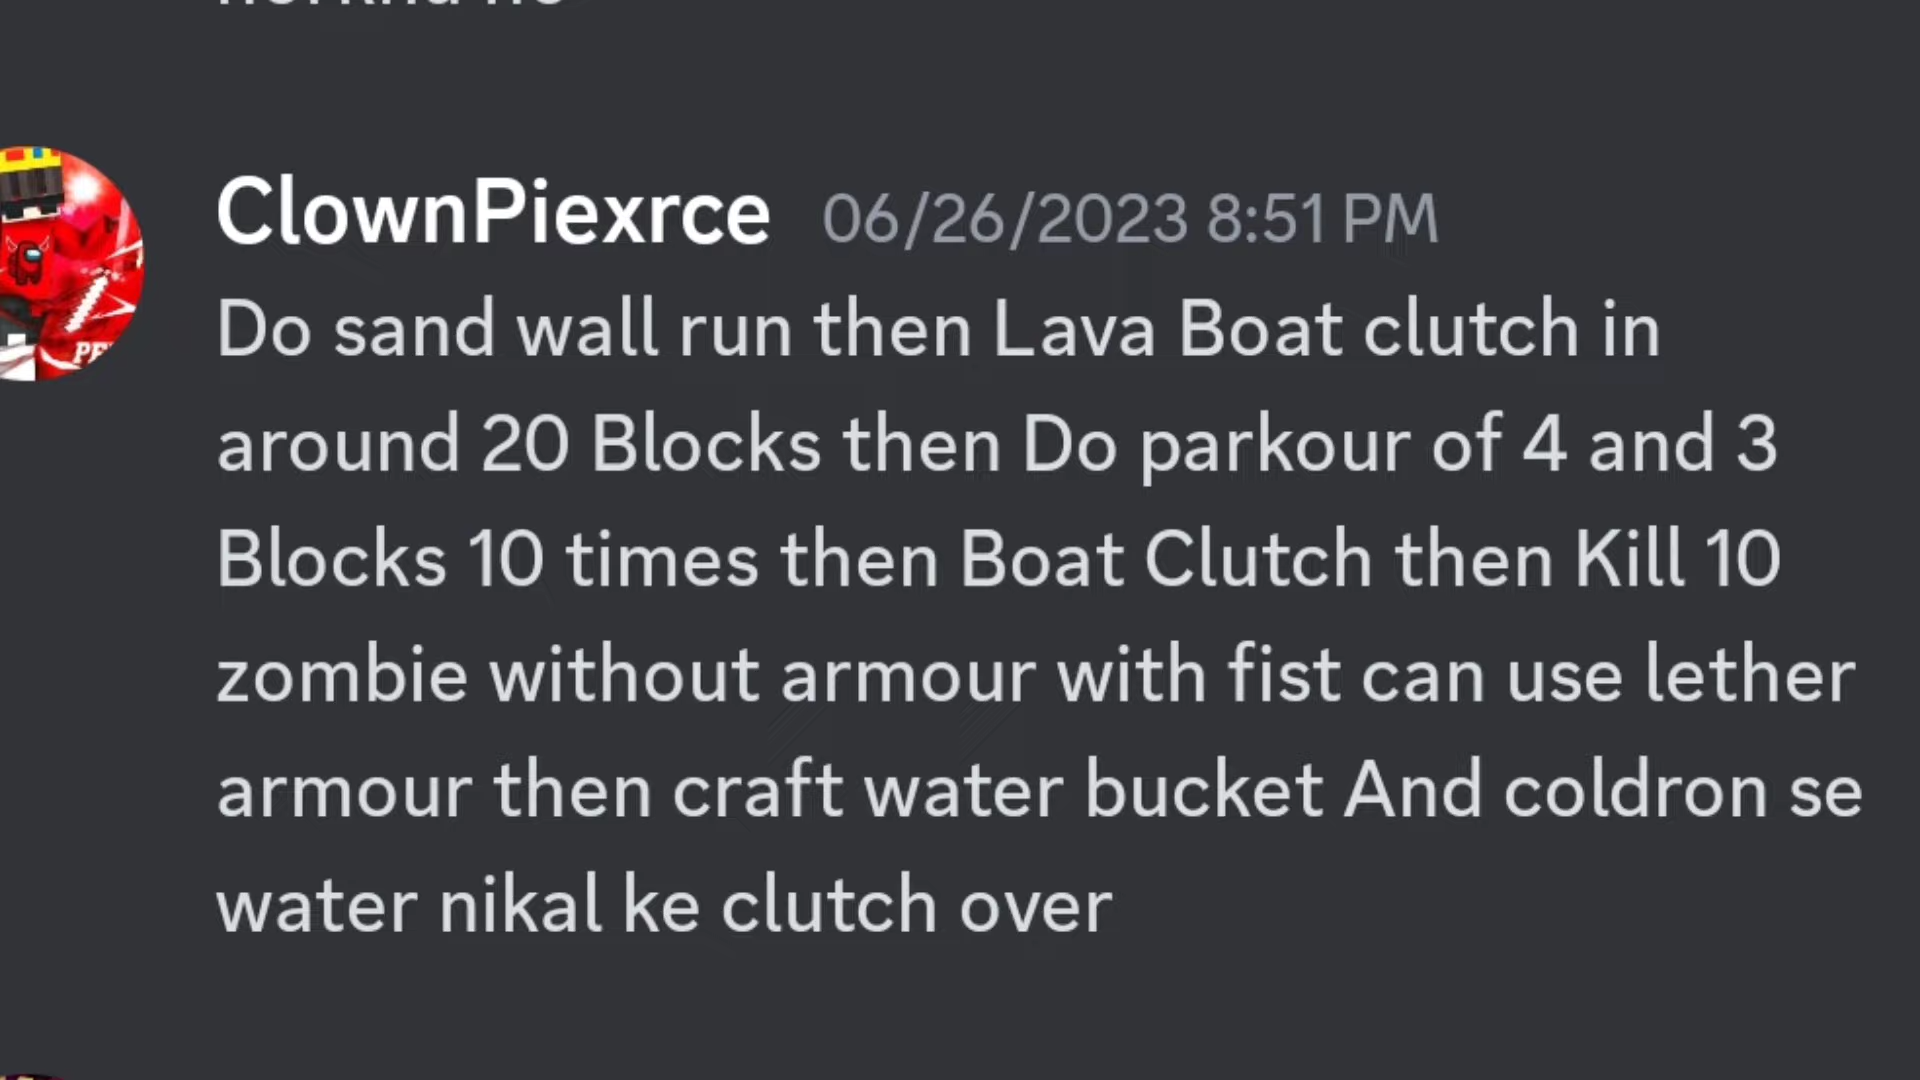 ClownPiexrce 06/26/2023 8:51 PM
Do sand wall run then Lava Boat clutch in
around 20 Blocks then Do parkour of 4 and 3
Blocks 10 times then Boat Clutch then Kill 10
zombie without armour with fist can use lether
armour then craft water bucket And coldron se
water nikal ke clutch over